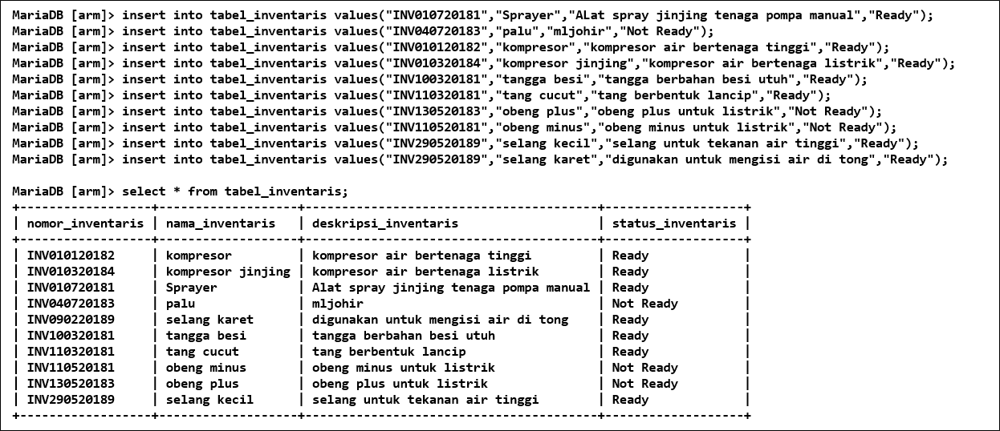 MariaDB [arm]> insert into tabel_inventaris values("INV010720181","Sprayer","ALat spray jinjing tenaga pompa manual","Ready");
MariaDB [arm]> insert into tabel_inventaris values("INV040720183","palu","mljohir","Not Ready");
MariaDB [arm]> insert into tabel_inventaris values("INV010120182","kompresor","kompresor air bertenaga tinggi","Ready");
MariaDB [arm]> insert into tabel_inventaris values("INV010320184","kompresor jinjing","kompresor air bertenaga listrik","Ready");
MariaDB [arm]> insert into tabel_inventaris values("INV100320181","tangga besi","tangga berbahan besi utuh","Ready");
MariaDB [arm]> insert into tabel_inventaris values("INV110320181","tang cucut","tang berbentuk lancip","Ready");
MariaDB [arm]> insert into tabel_inventaris values("INV130520183","obeng plus","obeng plus untuk listrik","Not Ready");
MariaDB [arm]> insert into tabel_inventaris values("INV110520181","obeng minus","obeng minus untuk listrik","Not Ready");
MariaDB [arm]> insert into tabel_inventaris values("INV290520189","selang kecil","selang untuk tekanan air tinggi","Ready");
MariaDB [arm]> insert into tabel_inventaris values("INV290520189","selang karet","digunakan untuk mengisi air di tong","Ready");

MariaDB [arm]> select * from tabel_inventaris;
+------------------+-------------------+----------------------------------------+-------------------+
| nomor_inventaris | nama_inventaris   | deskripsi_inventaris                   | status_inventaris |
+------------------+-------------------+----------------------------------------+-------------------+
| INV010120182     | kompresor         | kompresor air bertenaga tinggi         | Ready             |
| INV010320184     | kompresor jinjing | kompresor air bertenaga listrik        | Ready             |
| INV010720181     | Sprayer           | Alat spray jinjing tenaga pompa manual | Ready             |
| INV040720183     | palu              | mljohir                                | Not Ready         |
| INV090220189     | selang karet      | digunakan untuk mengisi air di tong    | Ready             |
| INV100320181     | tangga besi       | tangga berbahan besi utuh              | Ready             |
| INV110320181     | tang cucut        | tang berbentuk lancip                  | Ready             |
| INV110520181     | obeng minus       | obeng minus untuk listrik              | Not Ready         |
| INV130520183     | obeng plus        | obeng plus untuk listrik               | Not Ready         |
| INV290520189     | selang kecil      | selang untuk tekanan air tinggi        | Ready             |
+------------------+-------------------+----------------------------------------+-------------------+